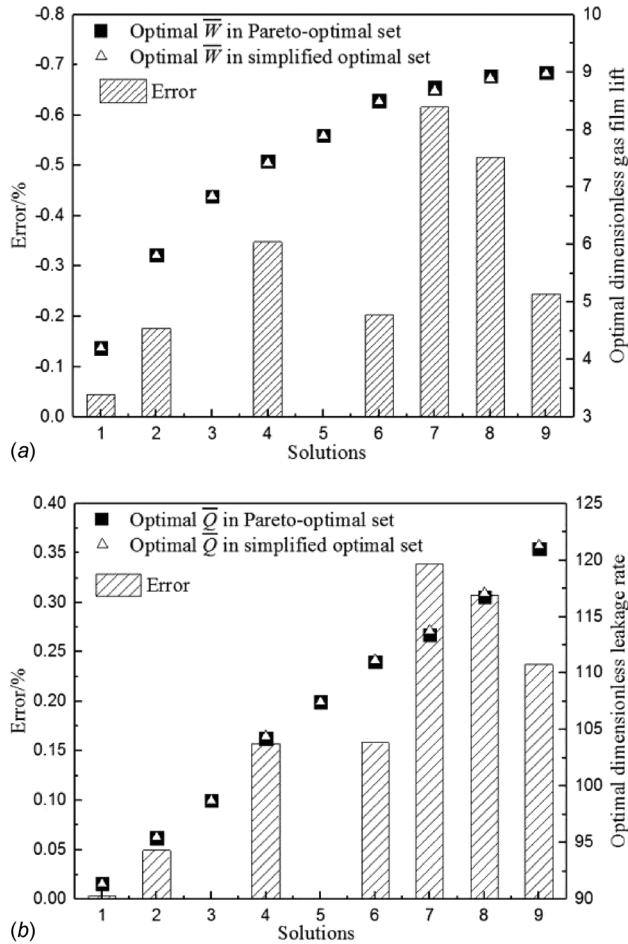 -0.8
-0.7
-0.6
-0.5
-0.4
-0.3
-0.2
-0.1
0.0
Error/%
Optimal W̅ in Pareto-optimal set
Optimal W̅ in simplified optimal set
Error
10
9
8
7
6
5
4
3
Optimal dimensionless gas film lift
1 2 3 4 5 6 7 8 9
Solutions
(a)
0.40
0.35
0.30
0.25
0.20
0.15
0.10
0.05
0.00
Error/%
Optimal Q̅ in Pareto-optimal set
Optimal Q̅ in simplified optimal set
Error
125
120
115
110
105
100
95
90
Optimal dimensionless leakage rate
1 2 3 4 5 6 7 8 9
Solutions
(b)